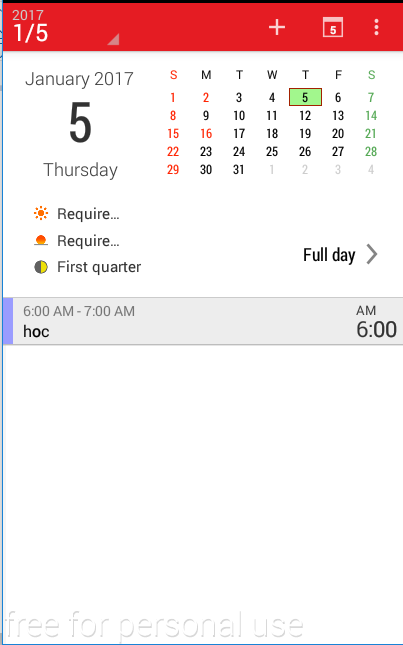 2017
1/5
5
January 2017
5
Thursday
S M T W T F S
1 2 3 4 5 6 7
8 9 10 11 12 13 14
15 16 17 18 19 20 21
22 23 24 25 26 27 28
29 30 31 1 2 3 4
Require...
Require...
First quarter
Full day
6:00 AM - 7:00 AM
hoc
AM
6:00
free for personal use